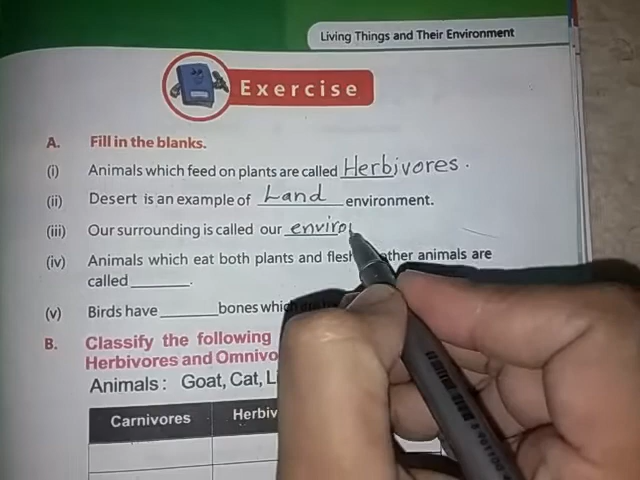 Living Things and Their Environment
Exercise
A. Fill in the blanks.
(i) Animals which feed on plants are called Herbivores.
(ii) Desert is an example of Land environment.
(iii) Our surrounding is called our enviro
(iv) Animals which eat both plants and flesh other animals are
called ______.
(v) Birds have ______ bones which
B. Classify the following
Herbivores and Omnivo
Animals : Goat, Cat, Li
Carnivores Herbiv